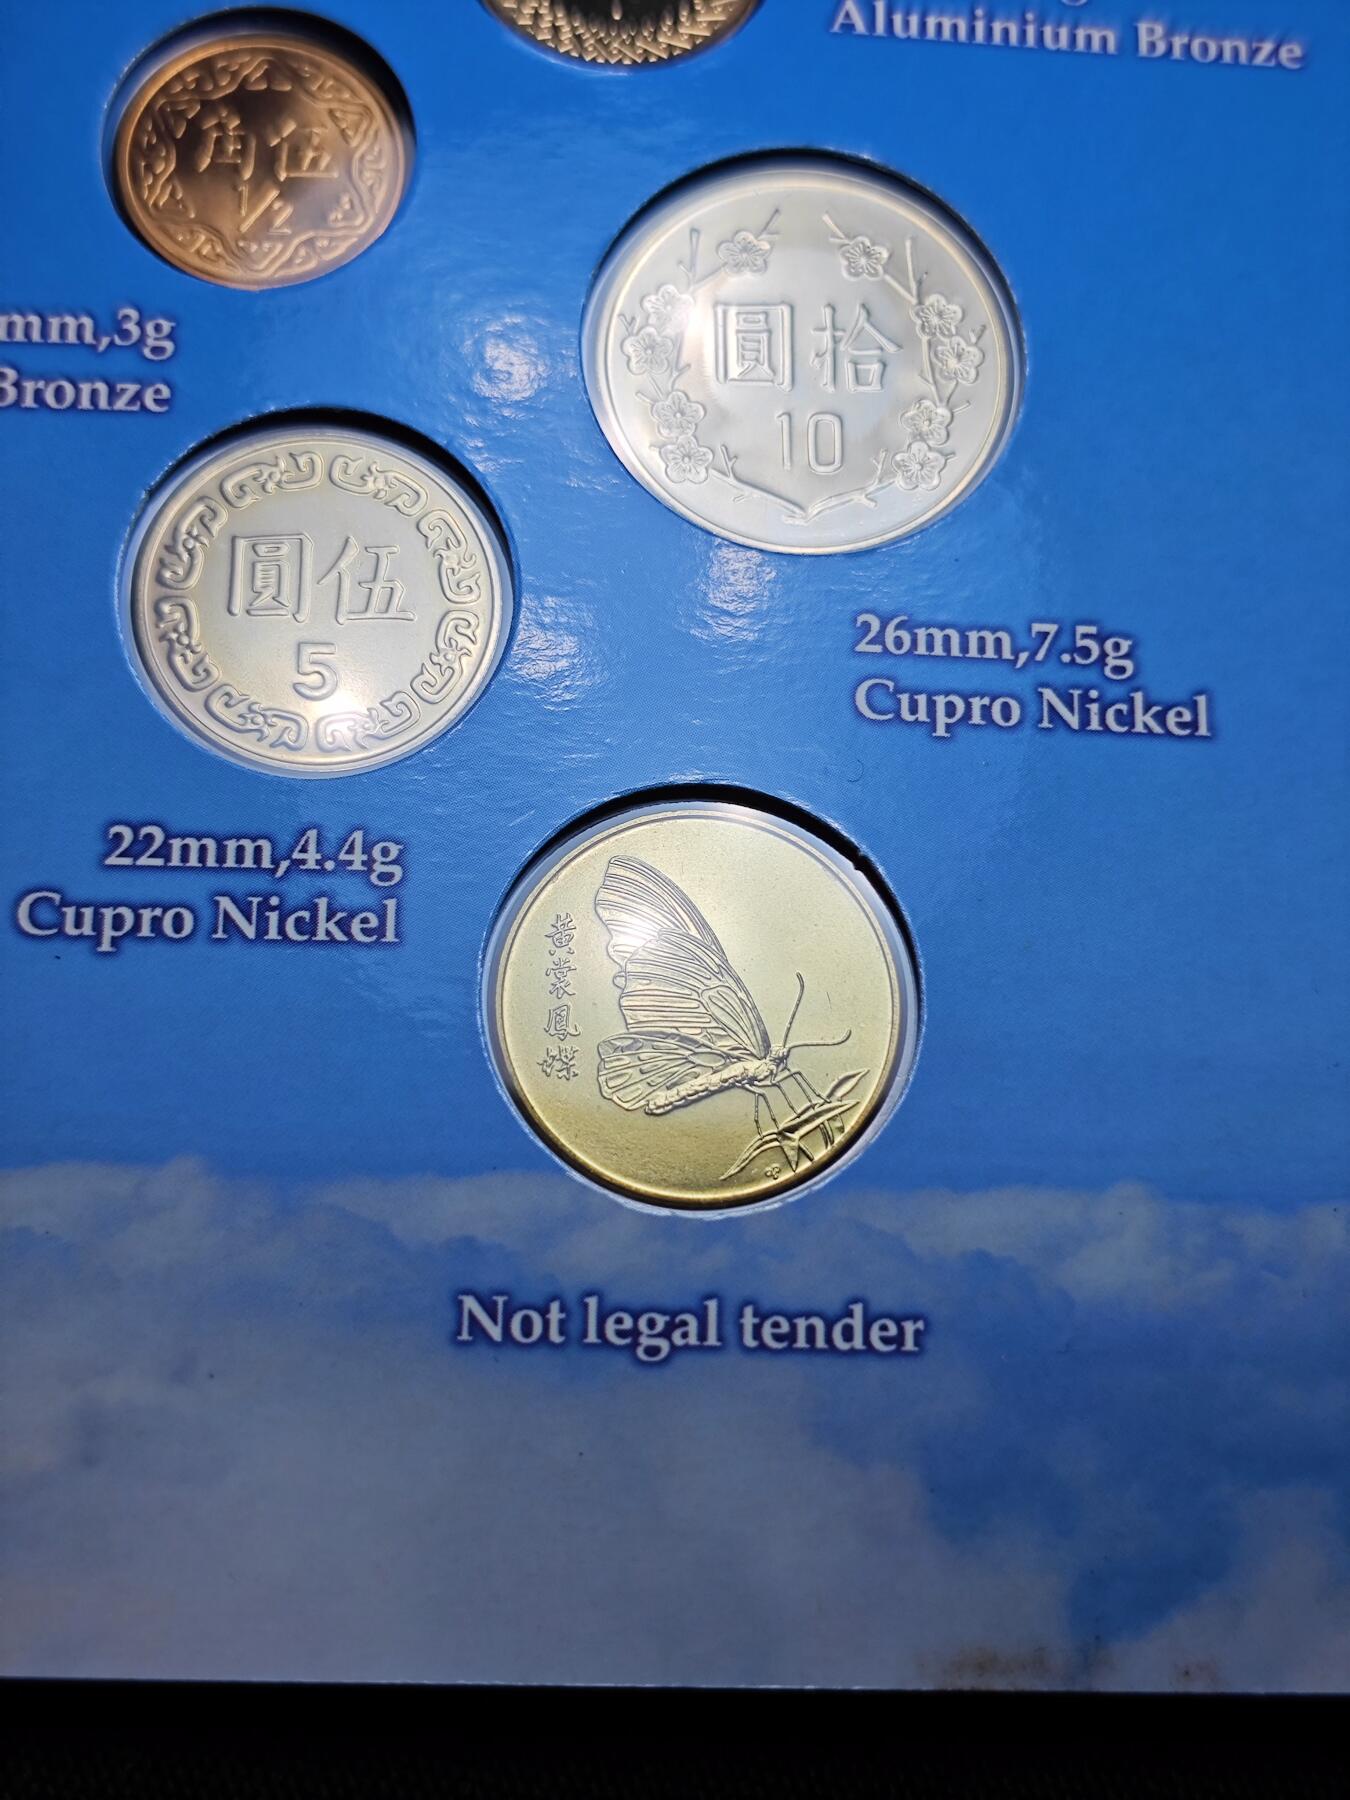 Aluminium Bronze
角伍
1/2
mm,3g
Bronze
圓拾
10
圓伍
5
26mm,7.5g
Cupro Nickel
22mm,4.4g
Cupro Nickel
黃裳鳳蝶
Not legal tender